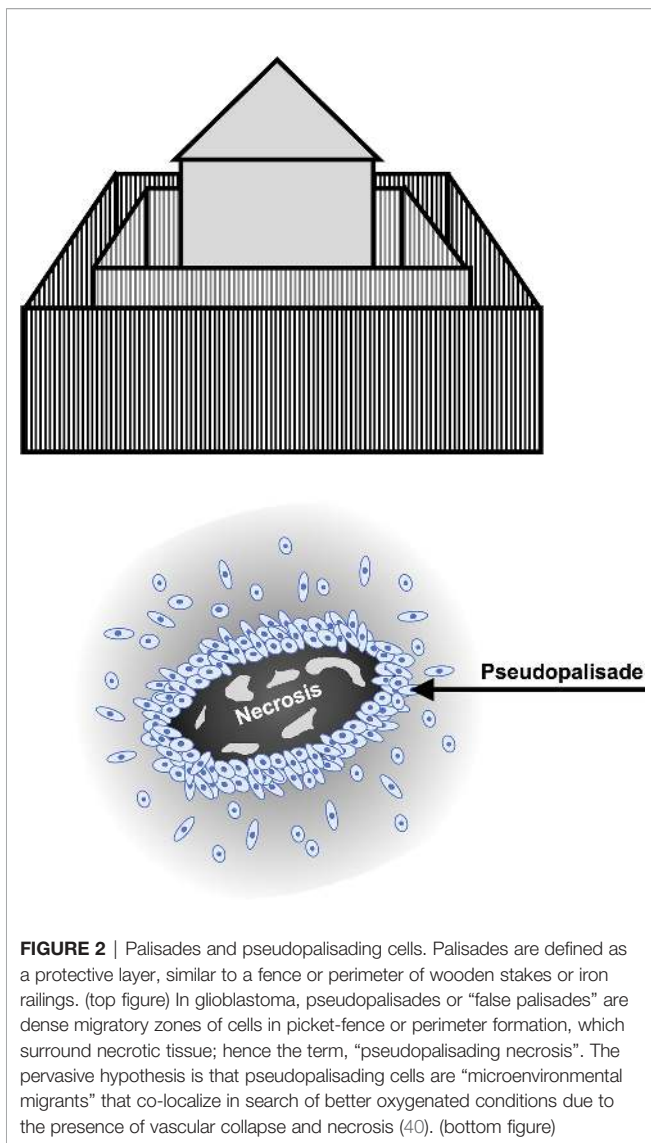 Pseudopalisade
Necrosis
FIGURE 2 | Palisades and pseudopalisading cells. Palisades are defined as
a protective layer, similar to a fence or perimeter of wooden stakes or iron
railings. (top figure) In glioblastoma, pseudopalisades or “false palisades” are
dense migratory zones of cells in picket-fence or perimeter formation, which
surround necrotic tissue; hence the term, “pseudopalisading necrosis”. The
pervasive hypothesis is that pseudopalisading cells are “microenvironmental
migrants” that co-localize in search of better oxygenated conditions due to
the presence of vascular collapse and necrosis (40). (bottom figure)